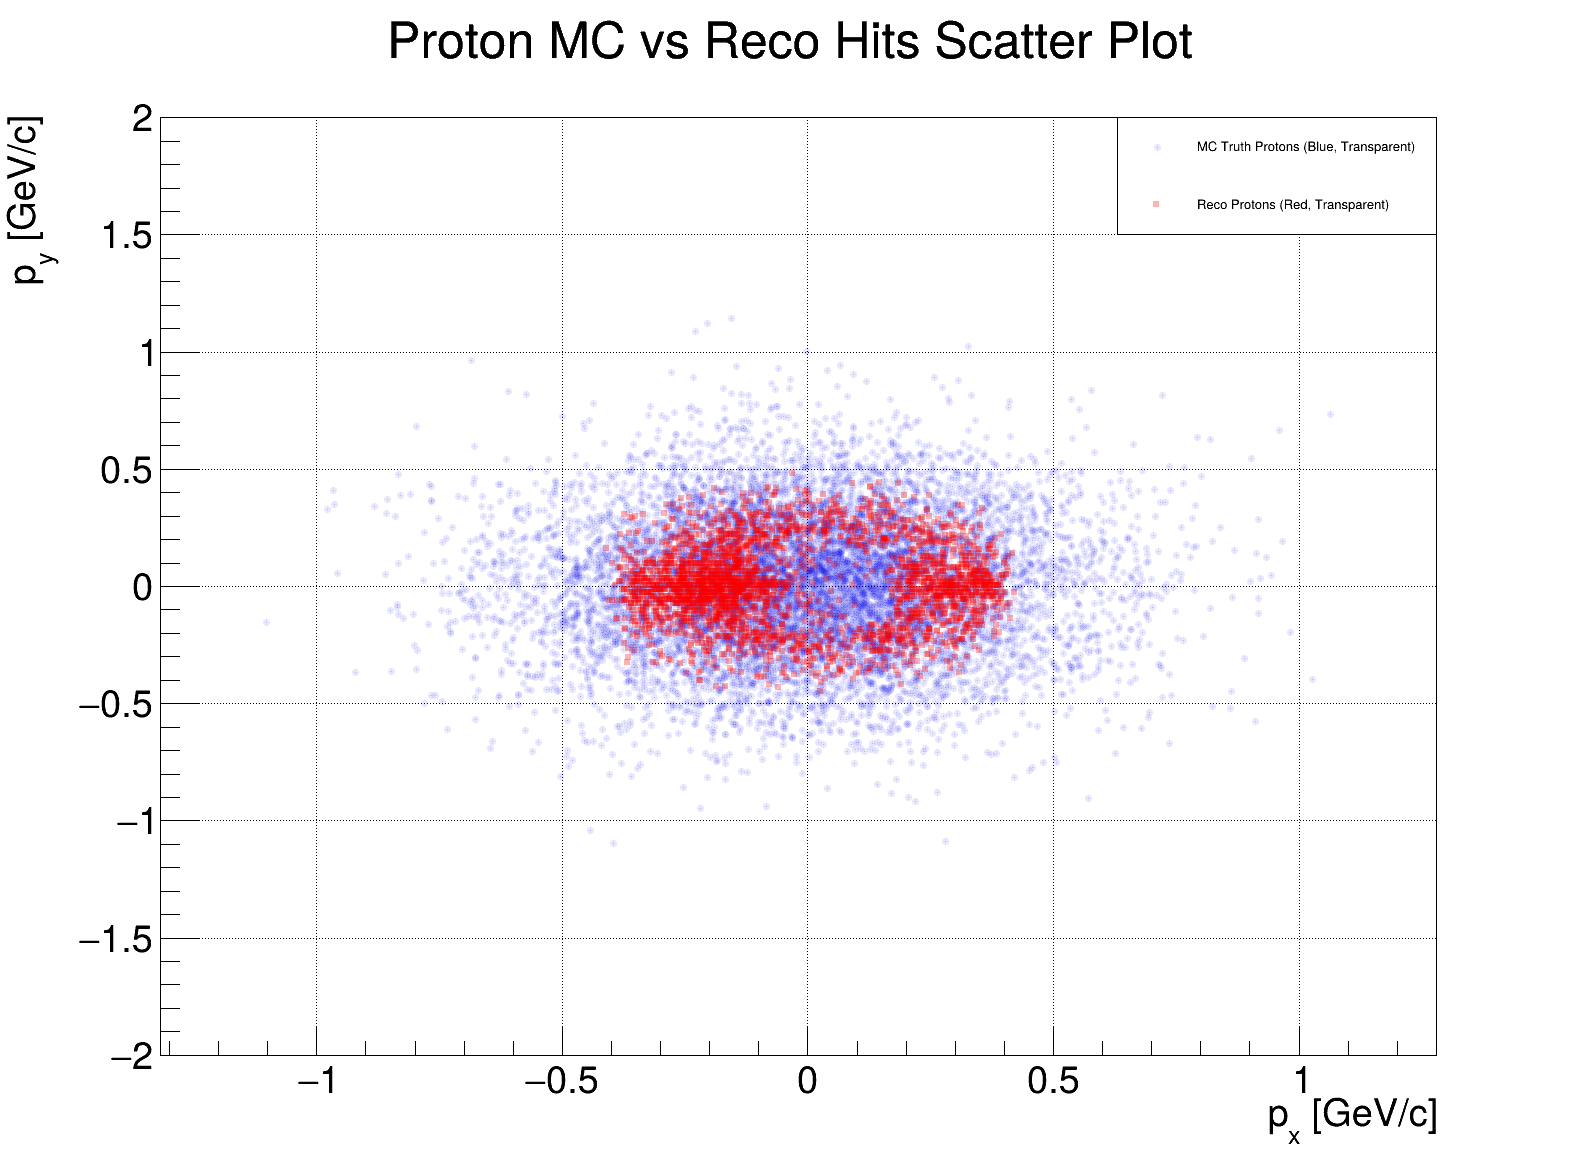 Proton MC vs Reco Hits Scatter Plot
p_y [GeV/c]
MC Truth Protons (Blue, Transparent)
Reco Protons (Red, Transparent)
2
1.5
1
0.5
0
−0.5
−1
−1.5
−2
−1 −0.5 0 0.5 1
p_x [GeV/c]